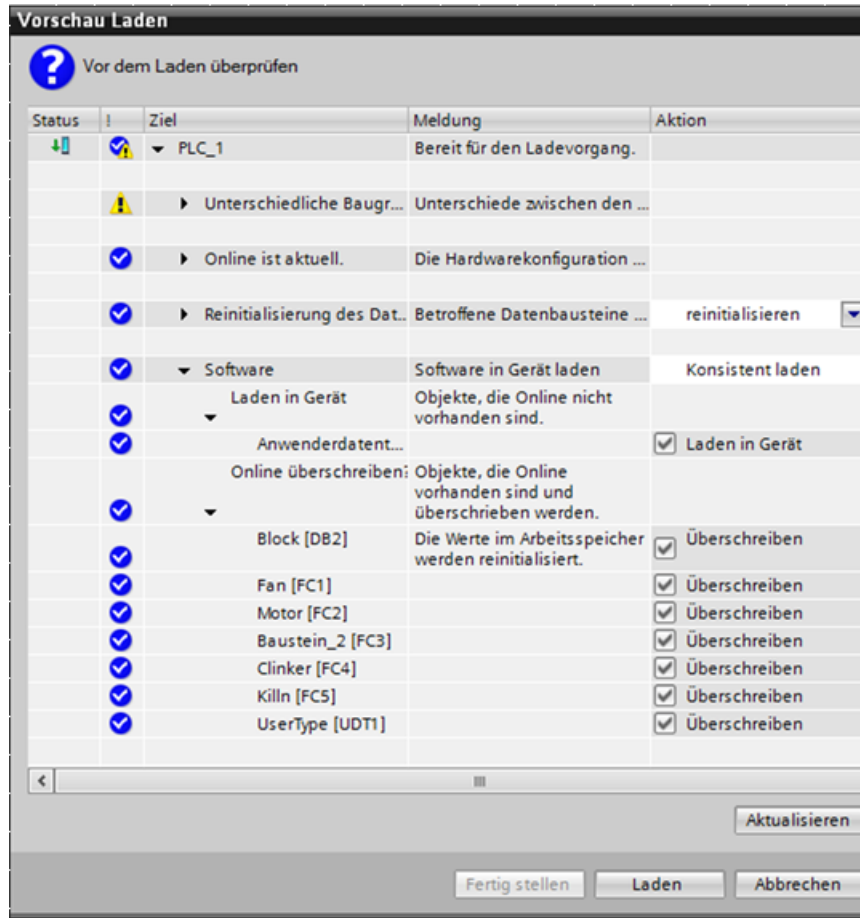 Vorschau Laden
Vor dem Laden überprüfen
Status ! Ziel Meldung Aktion
PLC_1 Bereit für den Ladevorgang.
Unterschiedliche Baugr... Unterschiede zwischen den ...
Online ist aktuell. Die Hardwarekonfiguration ...
Reinitialisierung des Dat.. Betroffene Datenbausteine ... reinitialisieren
Software Software in Gerät laden Konsistent laden
Laden in Gerät Objekte, die Online nicht
vorhanden sind.
Anwenderdatent... Laden in Gerät
Online überschreiben? Objekte, die Online
vorhanden sind und
überschrieben werden.
Block [DB2] Die Werte im Arbeitsspeicher Überschreiben
werden reinitialisiert.
Fan [FC1] Überschreiben
Motor [FC2] Überschreiben
Baustein_2 [FC3] Überschreiben
Clinker [FC4] Überschreiben
Killn [FC5] Überschreiben
UserType [UDT1] Überschreiben
Aktualisieren
Fertig stellen Laden Abbrechen